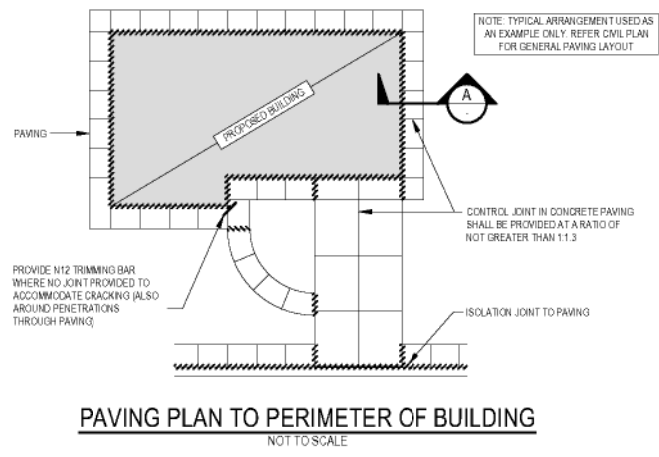 NOTE: TYPICAL ARRANGEMENT USED AS
AN EXAMPLE ONLY. REFER CIVIL PLAN
FOR GENERAL PAVING LAYOUT
A
-
PROPOSED BUILDING
PAVING
CONTROL JOINT IN CONCRETE PAVING
SHALL BE PROVIDED AT A RATIO OF
NOT GREATER THAN 1:1.3
PROVIDE N12 TRIMMING BAR
WHERE NO JOINT PROVIDED TO
ACCOMMODATE CRACKING (ALSO
AROUND PENETRATIONS
THROUGH PAVING)
ISOLATION JOINT TO PAVING
PAVING PLAN TO PERIMETER OF BUILDING
NOT TO SCALE